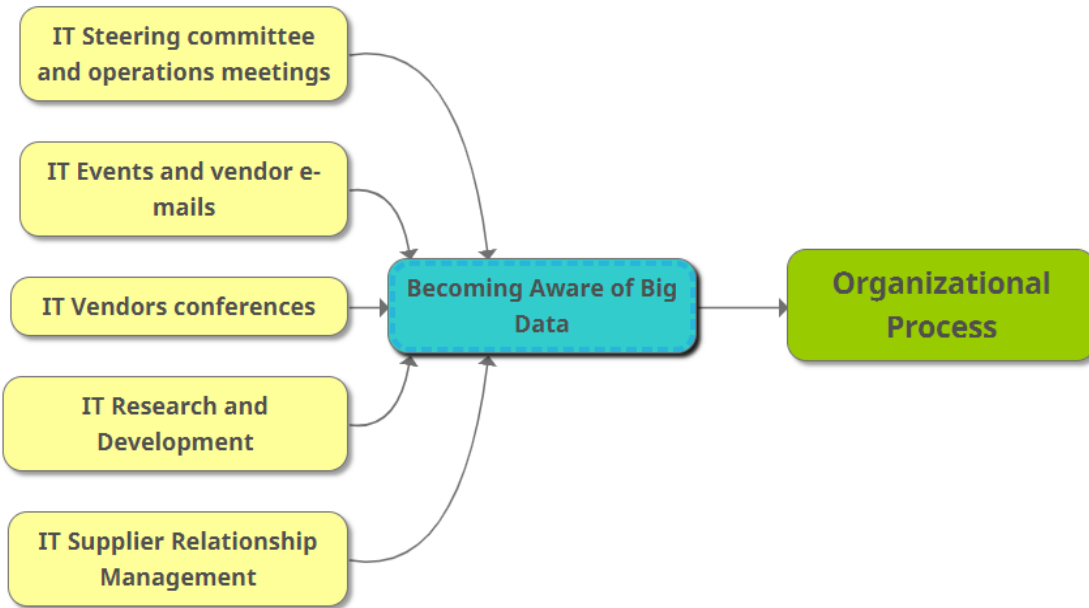 IT Steering committee
and operations meetings
IT Events and vendor e-
mails
IT Vendors conferences
IT Research and
Development
IT Supplier Relationship
Management
Becoming Aware of Big
Data
Organizational
Process